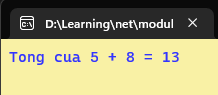 D:\Learning\net\modul
Tong cua 5 + 8 = 13